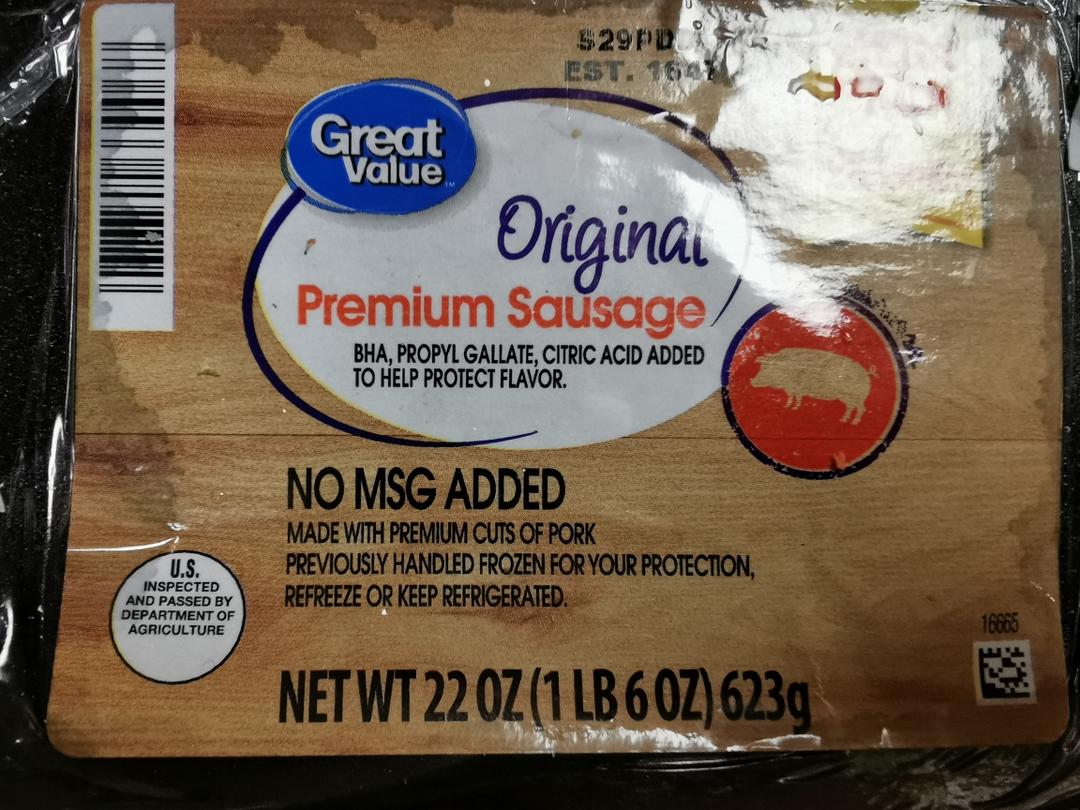 S29PD
EST. 1647
Great
Value™
Original
Premium Sausage
BHA, PROPYL GALLATE, CITRIC ACID ADDED
TO HELP PROTECT FLAVOR.
NO MSG ADDED
MADE WITH PREMIUM CUTS OF PORK
PREVIOUSLY HANDLED FROZEN FOR YOUR PROTECTION,
REFREEZE OR KEEP REFRIGERATED.
U.S.
INSPECTED
AND PASSED BY
DEPARTMENT OF
AGRICULTURE
16665
NET WT 22 OZ (1 LB 6 OZ) 623g